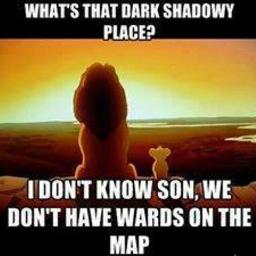 WHAT'S THAT DARK SHADOWY
PLACE?
I DON'T KNOW SON, WE
DON'T HAVE WARDS ON THE
MAP